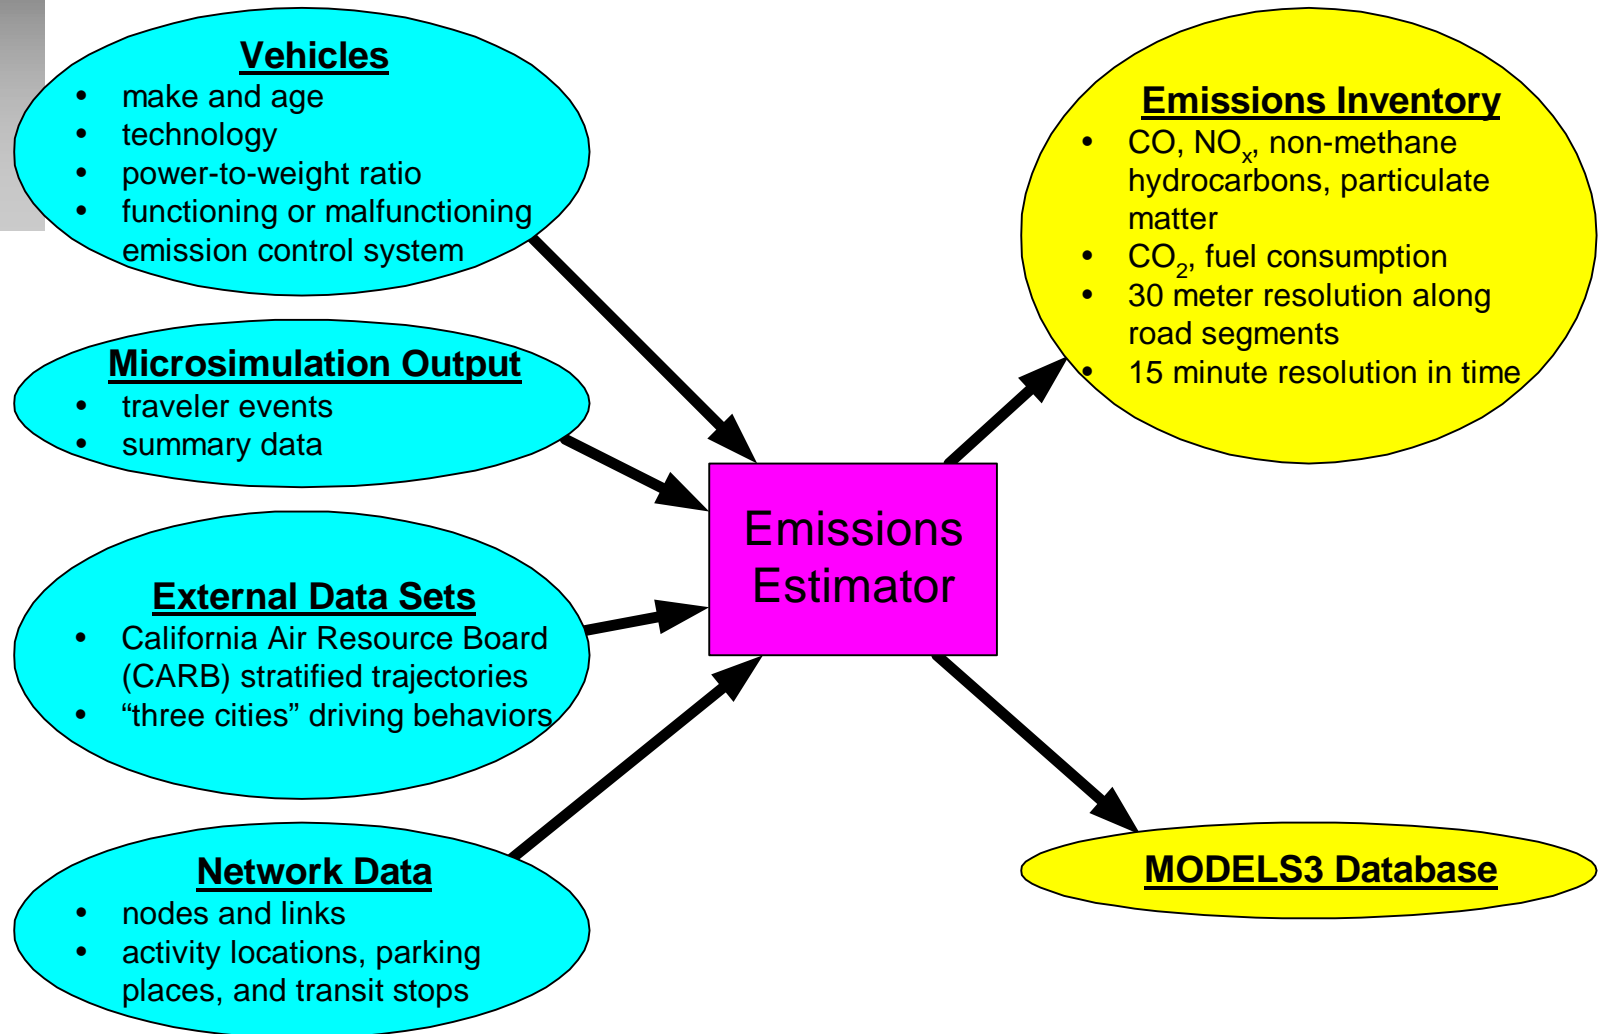 Vehicles
• make and age
• technology
• power-to-weight ratio
• functioning or malfunctioning
emission control system
Microsimulation Output
• traveler events
• summary data
External Data Sets
• California Air Resource Board
(CARB) stratified trajectories
• “three cities” driving behaviors
Network Data
• nodes and links
• activity locations, parking
places, and transit stops
Emissions
Estimator
Emissions Inventory
• CO, NOx, non-methane
hydrocarbons, particulate
matter
• CO2, fuel consumption
• 30 meter resolution along
road segments
• 15 minute resolution in time
MODELS3 Database